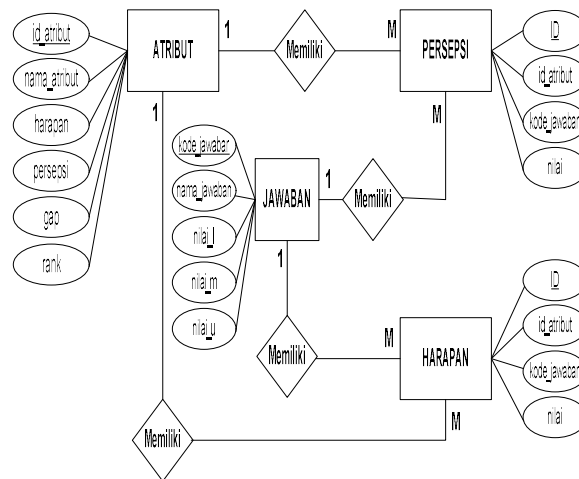 id_atribut
nama_atribut
harapan
persepsi
gap
rank
ATRIBUT
1
1
Memiliki
M
PERSEPSI
M
ID
id_atribut
kode_jawaban
nilai
kode_jawaban
nama_jawaban
nilai_l
nilai_m
nilai_u
JAWABAN
1
1
Memiliki
Memiliki
M
HARAPAN
M
ID
id_atribut
kode_jawaban
nilai
Memiliki